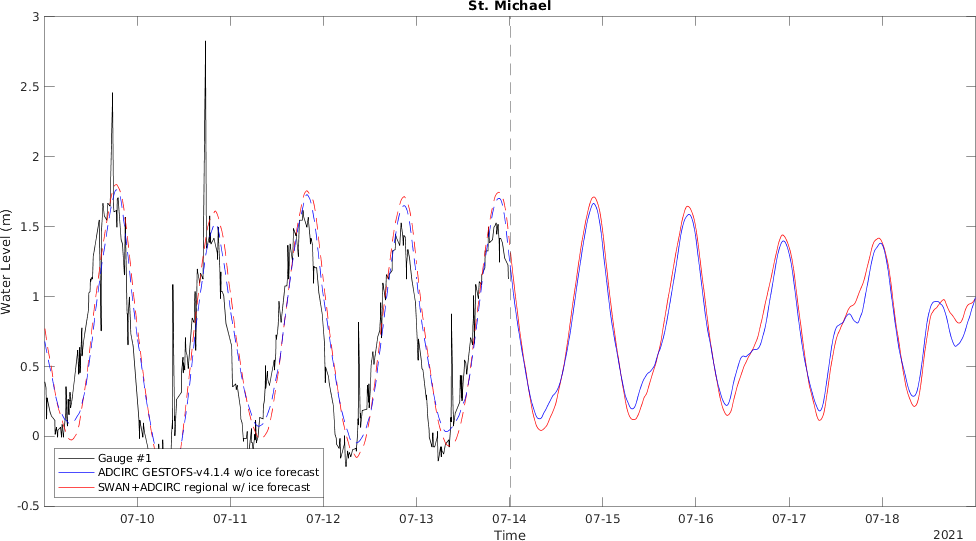 St. Michael
3
2.5
2
1.5
1
0.5
0
-0.5
Water Level (m)
Gauge #1
ADCIRC GESTOFS-v4.1.4 w/o ice forecast
SWAN+ADCIRC regional w/ ice forecast
07-10 07-11 07-12 07-13 07-14 07-15 07-16 07-17 07-18
Time
2021